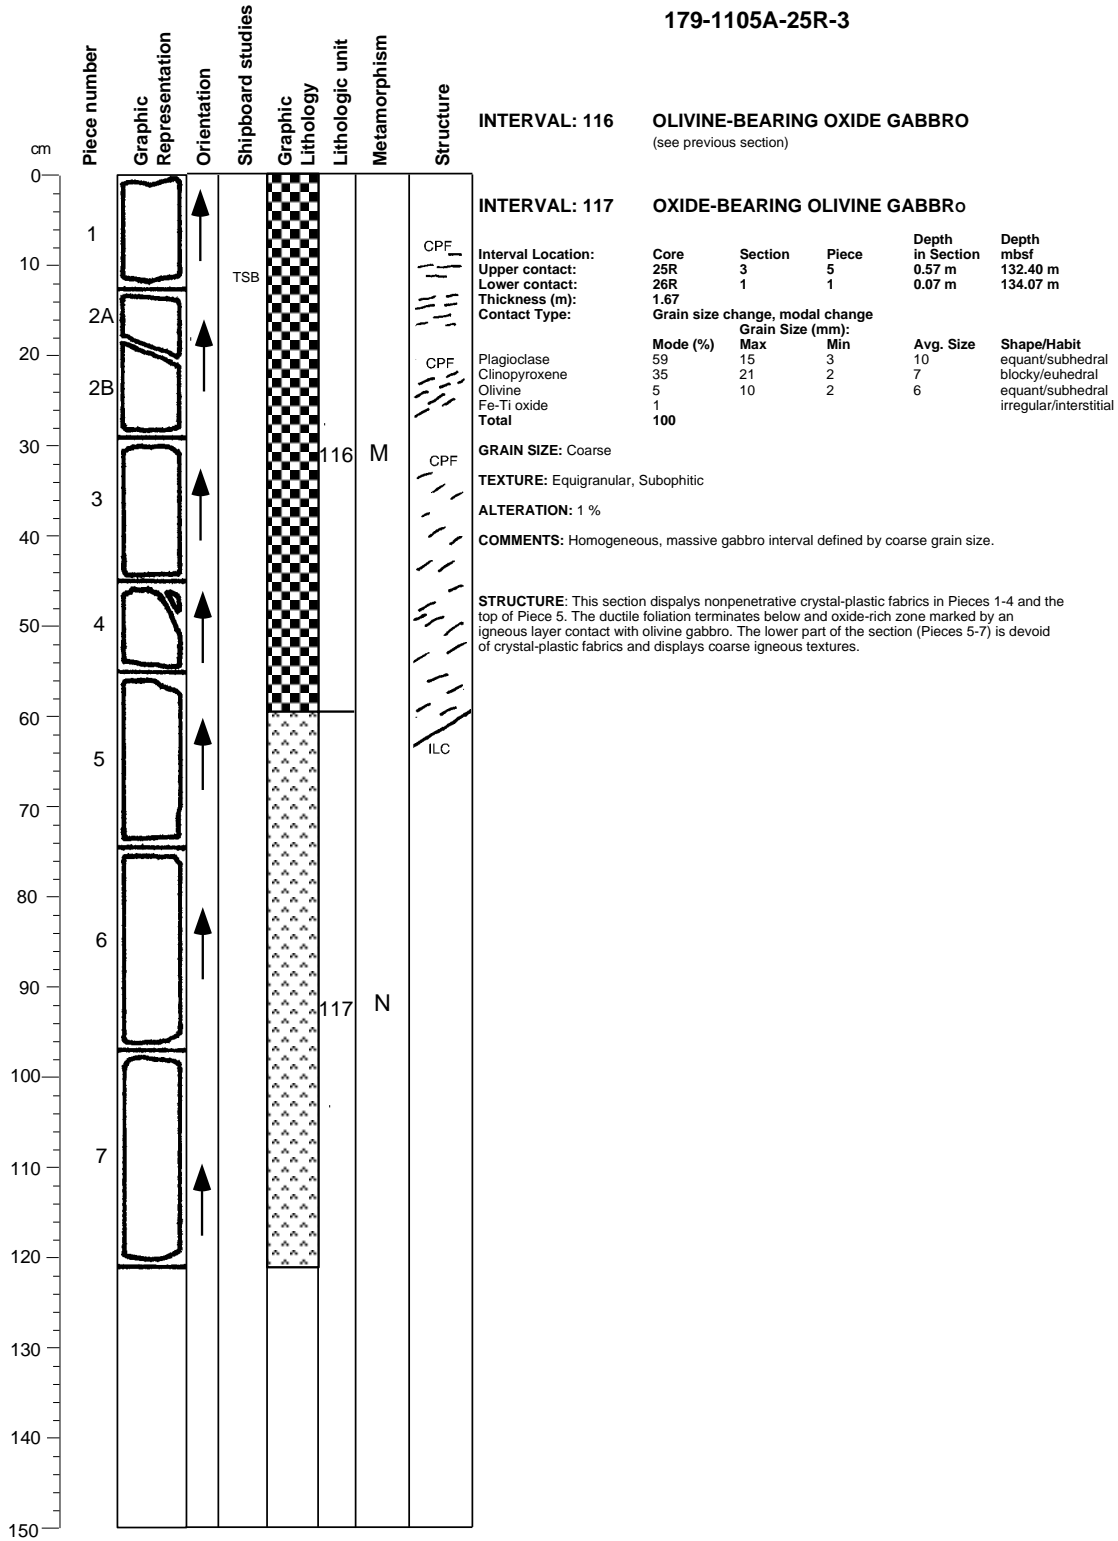 179-1105A-25R-3
Piece number
Graphic
Representation
Orientation
Shipboard studies
Graphic
Lithology
Lithologic unit
Metamorphism
Structure
cm
0
10
20
30
40
50
60
70
80
90
100
110
120
130
140
150
1
2A
2B
3
4
5
6
7
TSB
116
117
M
N
CPF
CPF
CPF
ILC
INTERVAL: 116 OLIVINE-BEARING OXIDE GABBRO
(see previous section)
INTERVAL: 117 OXIDE-BEARING OLIVINE GABBRO
Depth Depth
Interval Location: Core Section Piece in Section mbsf
Upper contact: 25R 3 5 0.57 m 132.40 m
Lower contact: 26R 1 1 0.07 m 134.07 m
Thickness (m): 1.67
Contact Type: Grain size change, modal change
Grain Size (mm):
Mode (%) Max Min Avg. Size Shape/Habit
Plagioclase 59 15 3 10 equant/subhedral
Clinopyroxene 35 21 2 7 blocky/euhedral
Olivine 5 10 2 6 equant/subhedral
Fe-Ti oxide 1 irregular/interstitial
Total 100
GRAIN SIZE: Coarse
TEXTURE: Equigranular, Subophitic
ALTERATION: 1 %
COMMENTS: Homogeneous, massive gabbro interval defined by coarse grain size.
STRUCTURE: This section dispalys nonpenetrative crystal-plastic fabrics in Pieces 1-4 and the
top of Piece 5. The ductile foliation terminates below and oxide-rich zone marked by an
igneous layer contact with olivine gabbro. The lower part of the section (Pieces 5-7) is devoid
of crystal-plastic fabrics and displays coarse igneous textures.